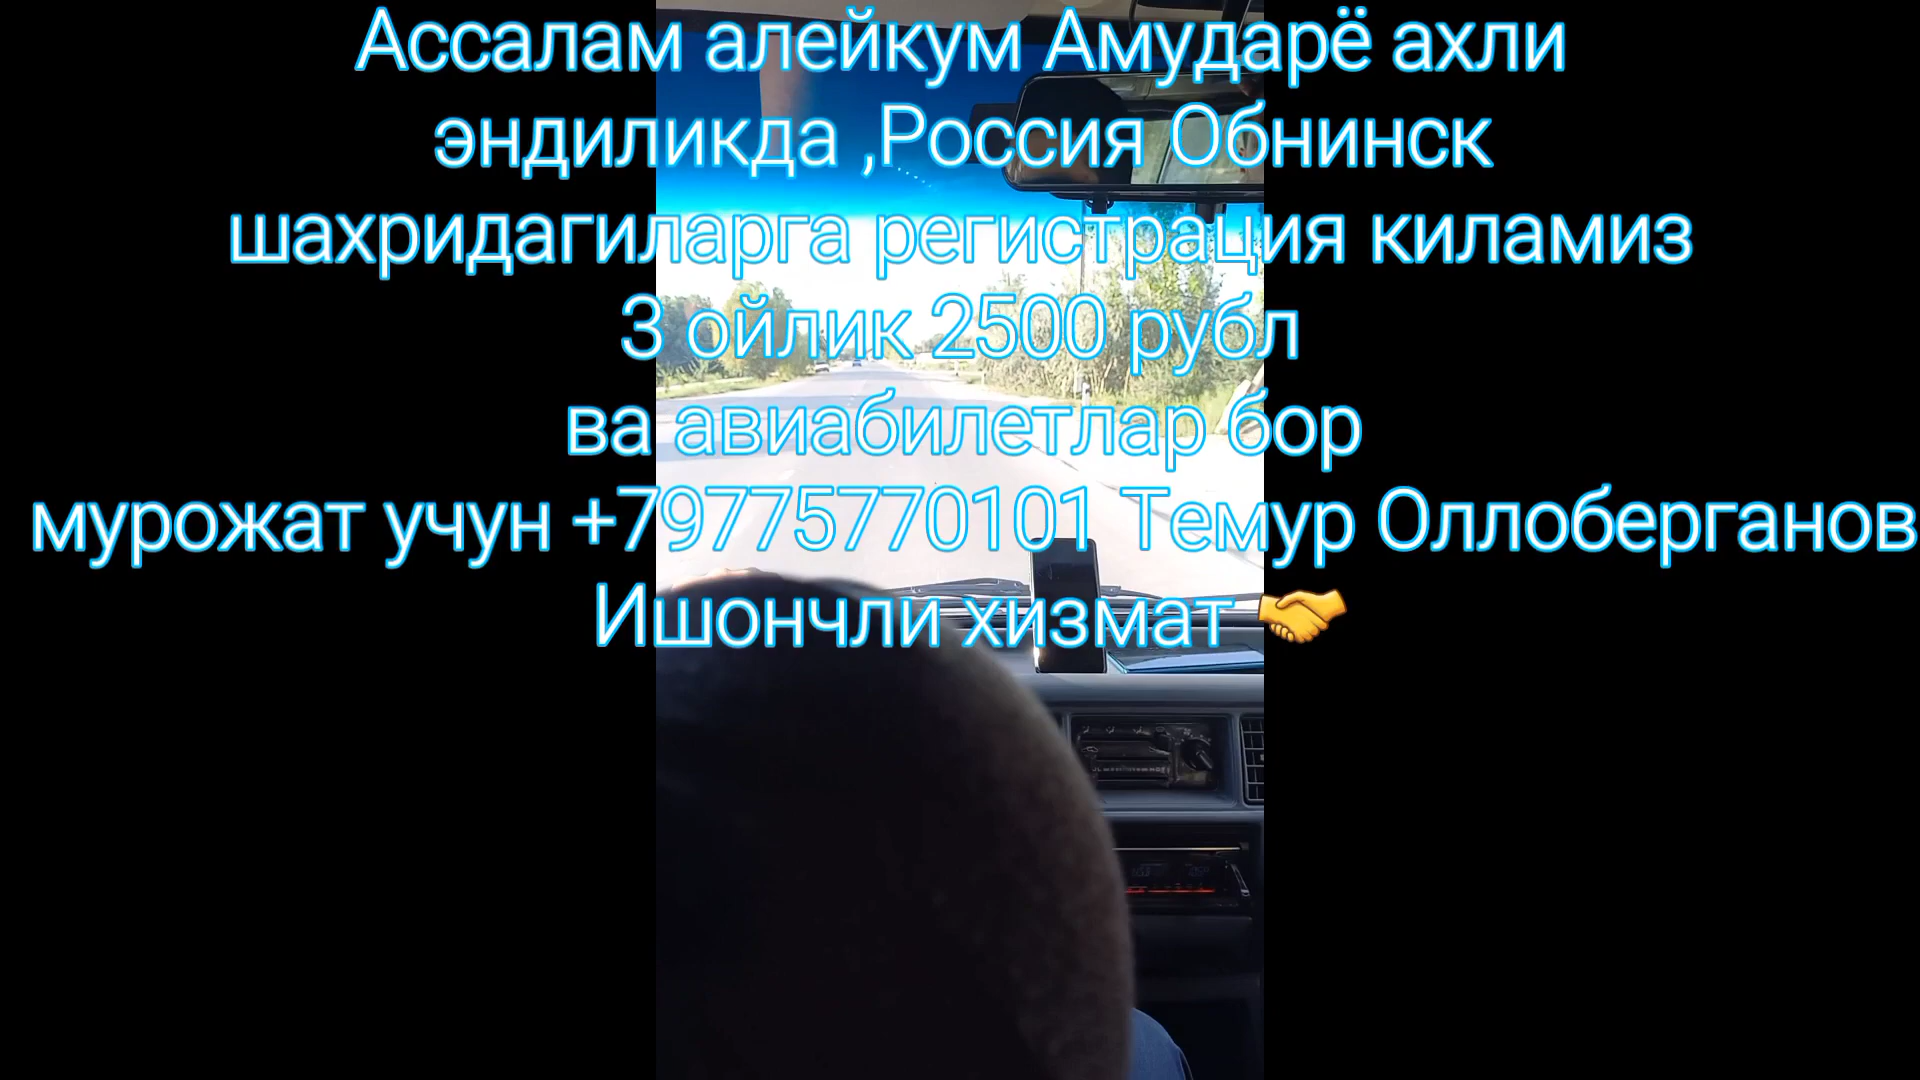 Ассалам алейкум Амударё ахли
эндиликда ,Россия Обнинск
шахридагиларга регистрация киламиз
3 ойлик 2500 рубл
ва авиабилетлар бор
мурожат учун +79775770101 Темур Оллоберганов
Ишончли хизмат 🤝